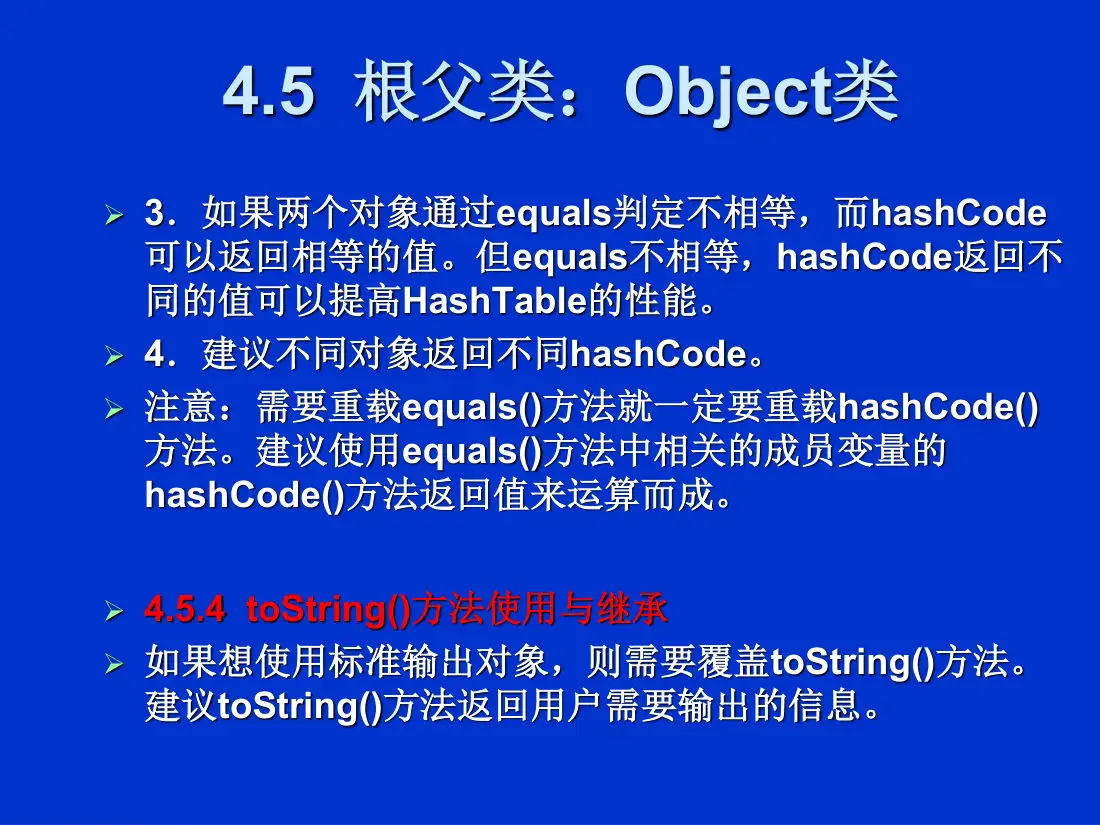 4.5 根父类：Object类
3．如果两个对象通过equals判定不相等，而hashCode
可以返回相等的值。但equals不相等，hashCode返回不
同的值可以提高HashTable的性能。
4．建议不同对象返回不同hashCode。
注意：需要重载equals()方法就一定要重载hashCode()
方法。建议使用equals()方法中相关的成员变量的
hashCode()方法返回值来运算而成。
4.5.4 toString()方法使用与继承
如果想使用标准输出对象，则需要覆盖toString()方法。
建议toString()方法返回用户需要输出的信息。